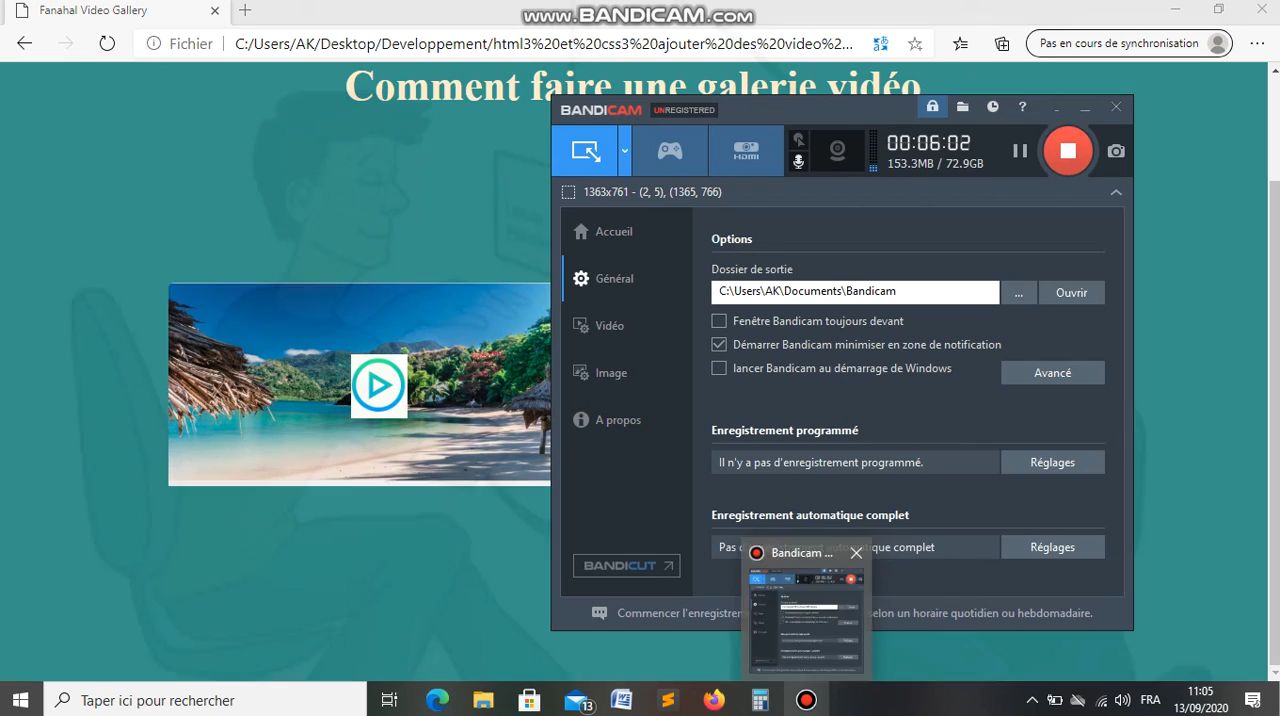 Fanahal Video Gallery
www.BANDICAM.com
Fichier
C:/Users/AK/Desktop/Developpement/html3%20et%20css3%20ajouter%20des%20video%2...
Pas en cours de synchronisation
Comment faire une galerie vidéo
BANDICAM UNREGISTERED
HDMI
00:06:02
153.3MB / 72.9GB
1363x761 - (2, 5), (1365, 766)
Accueil
Général
Vidéo
Image
A propos
BANDICUT
Options
Dossier de sortie
C:\Users\AK\Documents\Bandicam
...
Ouvrir
Fenêtre Bandicam toujours devant
Démarrer Bandicam minimiser en zone de notification
lancer Bandicam au démarrage de Windows
Avancé
Enregistrement programmé
Il n'y a pas d'enregistrement programmé.
Réglages
Enregistrement automatique complet
Pas automatique complet
Réglages
Bandicam ...
Commencer l'enregistrem selon un horaire quotidien ou hebdomadaire.
Taper ici pour rechercher
13
FRA
11:05
13/09/2020